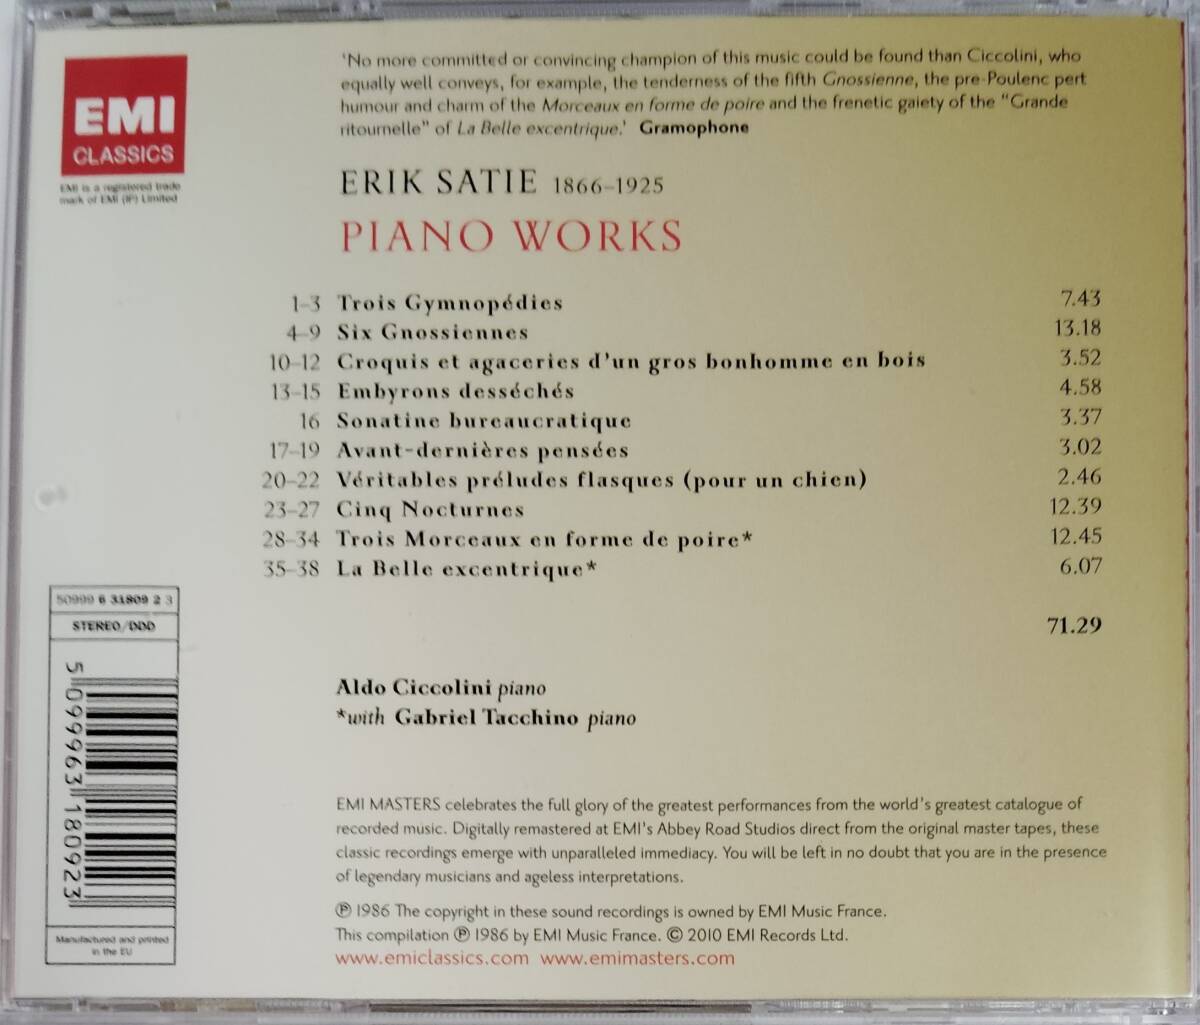 EMI
CLASSICS
EMI is a registered trade
mark of EMI (IP) Limited
'No more committed or convincing champion of this music could be found than Ciccolini, who
equally well conveys, for example, the tenderness of the fifth Gnossienne, the pre-Poulenc pert
humour and charm of the Morceaux en forme de poire and the frenetic gaiety of the "Grande
ritournelle" of La Belle excentrique.' Gramophone
ERIK SATIE 1866–1925
PIANO WORKS
1–3 Trois Gymnopédies 7.43
4–9 Six Gnossiennes 13.18
10–12 Croquis et agaceries d'un gros bonhomme en bois 3.52
13–15 Embyrons desséchés 4.58
16 Sonatine bureaucratique 3.37
17–19 Avant-dernières pensées 3.02
20–22 Véritables préludes flasques (pour un chien) 2.46
23–27 Cinq Nocturnes 12.39
28–34 Trois Morceaux en forme de poire* 12.45
35–38 La Belle excentrique* 6.07
71.29
Aldo Ciccolini piano
*with Gabriel Tacchino piano
50999 6 31809 2 3
STEREO/DDD
5 099963 180923
Manufactured and printed
in the EU
EMI MASTERS celebrates the full glory of the greatest performances from the world's greatest catalogue of
recorded music. Digitally remastered at EMI's Abbey Road Studios direct from the original master tapes, these
classic recordings emerge with unparalleled immediacy. You will be left in no doubt that you are in the presence
of legendary musicians and ageless interpretations.
℗ 1986 The copyright in these sound recordings is owned by EMI Music France.
This compilation ℗ 1986 by EMI Music France. © 2010 EMI Records Ltd.
www.emiclassics.com www.emimasters.com